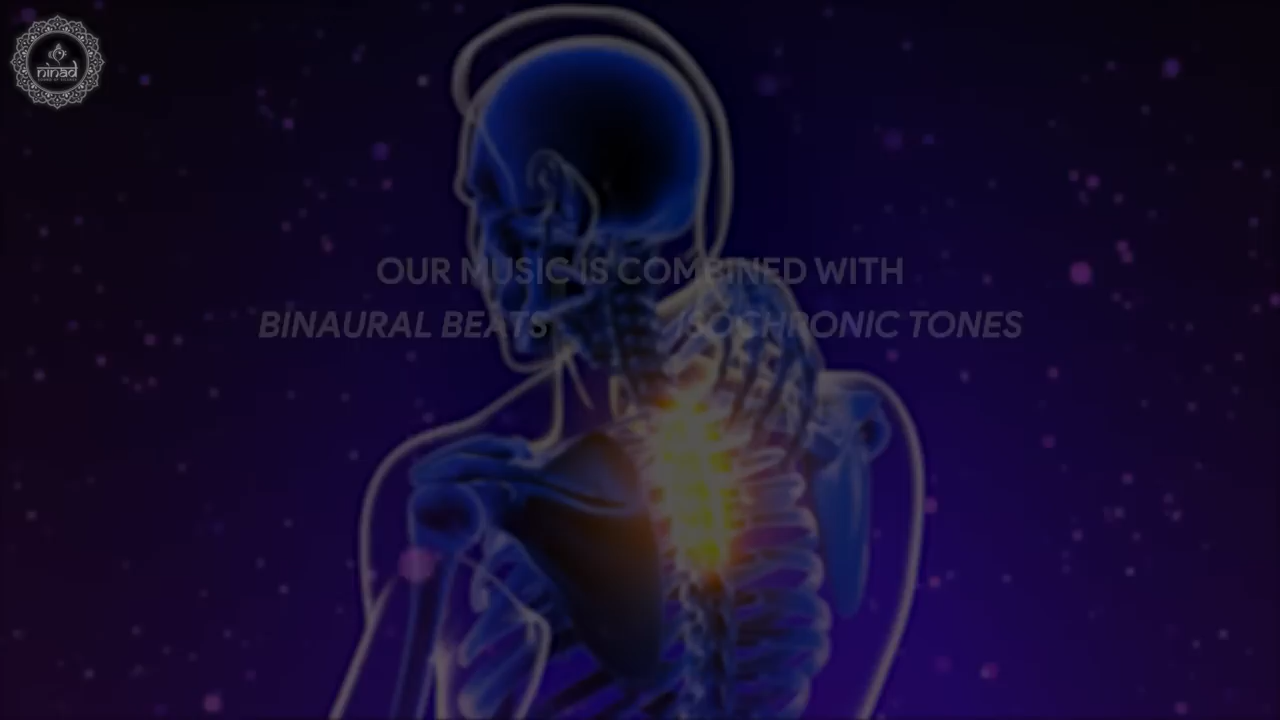 ninad
OUR MUSIC IS COMBINED WITH
BINAURAL BEATS ISOCHRONIC TONES